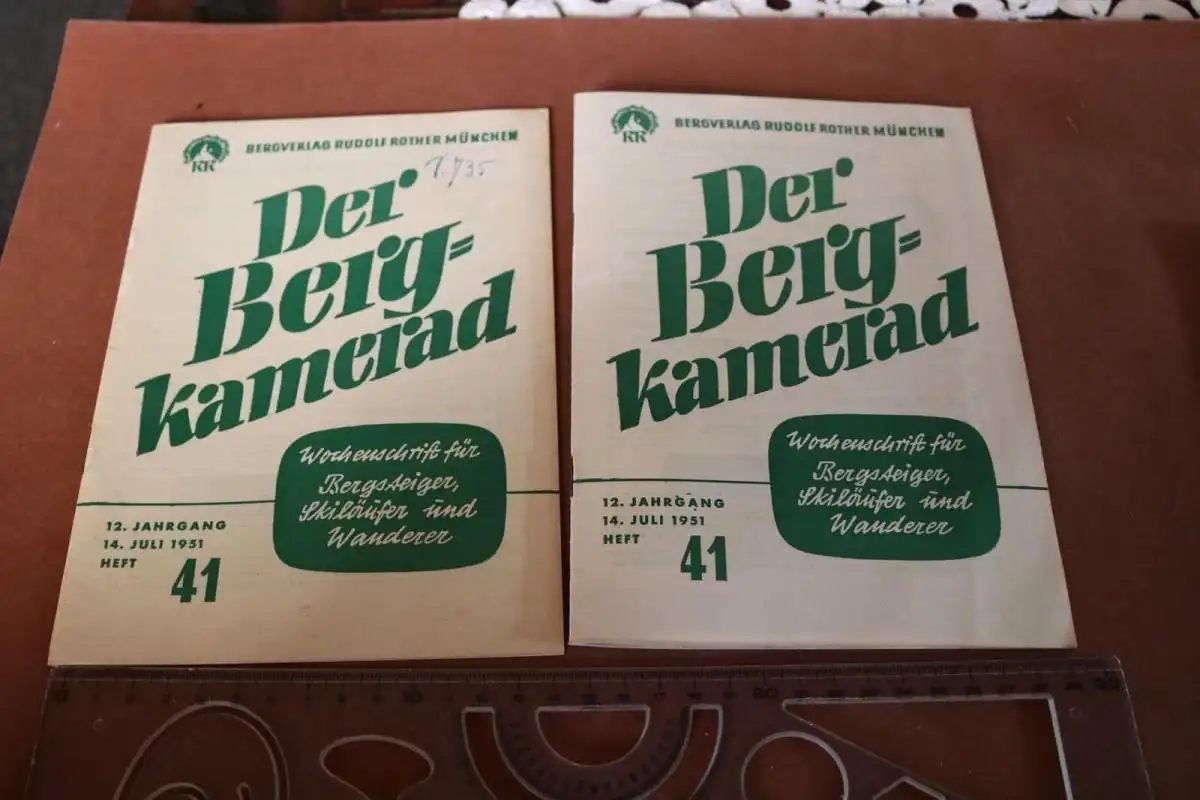 RR
BERGVERLAG RUDOLF ROTHER MÜNCHEN
Der
Berg=
kamerad
Wochenschrift für
Bergsteiger,
Skiläufer und
Wanderer
12. JAHRGANG
14. JULI 1951
HEFT 41
RR
BERGVERLAG RUDOLF ROTHER MÜNCHEN
Der
Berg=
kamerad
Wochenschrift für
Bergsteiger,
Skiläufer und
Wanderer
12. JAHRGANG
14. JULI 1951
HEFT 41